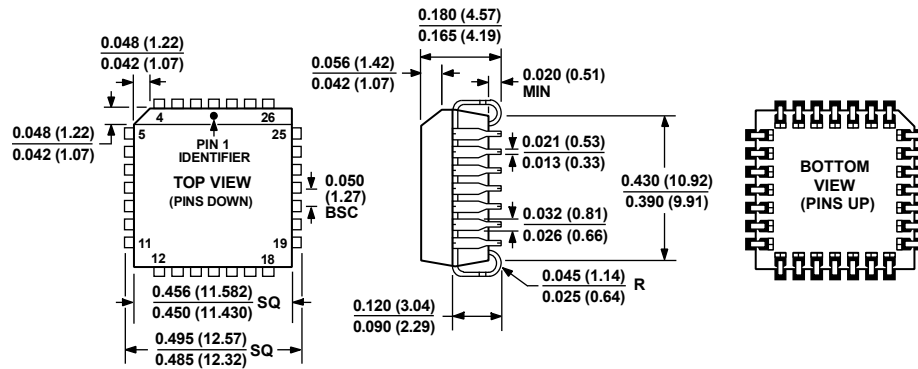 0.180 (4.57)
0.165 (4.19)
0.048 (1.22)
0.042 (1.07)
0.056 (1.42)
0.042 (1.07)
0.020 (0.51)
MIN
0.048 (1.22)
0.042 (1.07)
4
26
5
25
PIN 1
IDENTIFIER
TOP VIEW
(PINS DOWN)
0.050
(1.27)
BSC
11
19
12
18
0.456 (11.582)
0.450 (11.430)
SQ
0.495 (12.57)
0.485 (12.32)
SQ
0.021 (0.53)
0.013 (0.33)
0.430 (10.92)
0.390 (9.91)
0.032 (0.81)
0.026 (0.66)
0.045 (1.14)
0.025 (0.64)
R
0.120 (3.04)
0.090 (2.29)
BOTTOM
VIEW
(PINS UP)